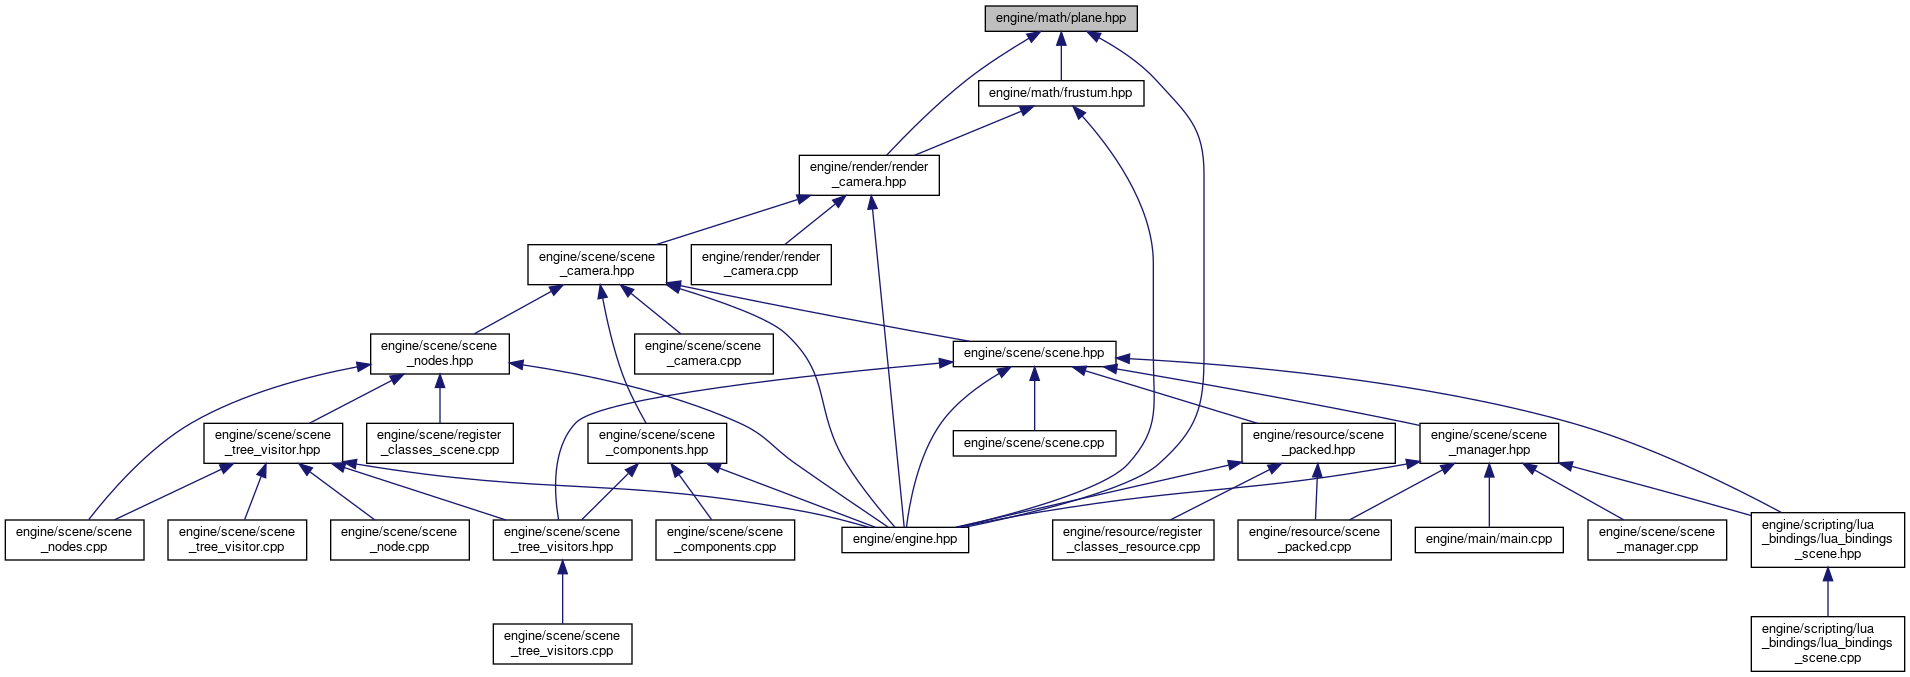 engine/math/plane.hpp
engine/math/frustum.hpp
engine/render/render
_camera.hpp
engine/scene/scene
_camera.hpp
engine/render/render
_camera.cpp
engine/scene/scene
_nodes.hpp
engine/scene/scene
_camera.cpp
engine/scene/scene.hpp
engine/scene/scene
_tree_visitor.hpp
engine/scene/register
_classes_scene.cpp
engine/scene/scene
_components.hpp
engine/scene/scene.cpp
engine/resource/scene
_packed.hpp
engine/scene/scene
_manager.hpp
engine/scene/scene
_nodes.cpp
engine/scene/scene
_tree_visitor.cpp
engine/scene/scene
_node.cpp
engine/scene/scene
_tree_visitors.hpp
engine/scene/scene
_components.cpp
engine/engine.hpp
engine/resource/register
_classes_resource.cpp
engine/resource/scene
_packed.cpp
engine/main/main.cpp
engine/scene/scene
_manager.cpp
engine/scripting/lua
_bindings/lua_bindings
_scene.hpp
engine/scene/scene
_tree_visitors.cpp
engine/scripting/lua
_bindings/lua_bindings
_scene.cpp